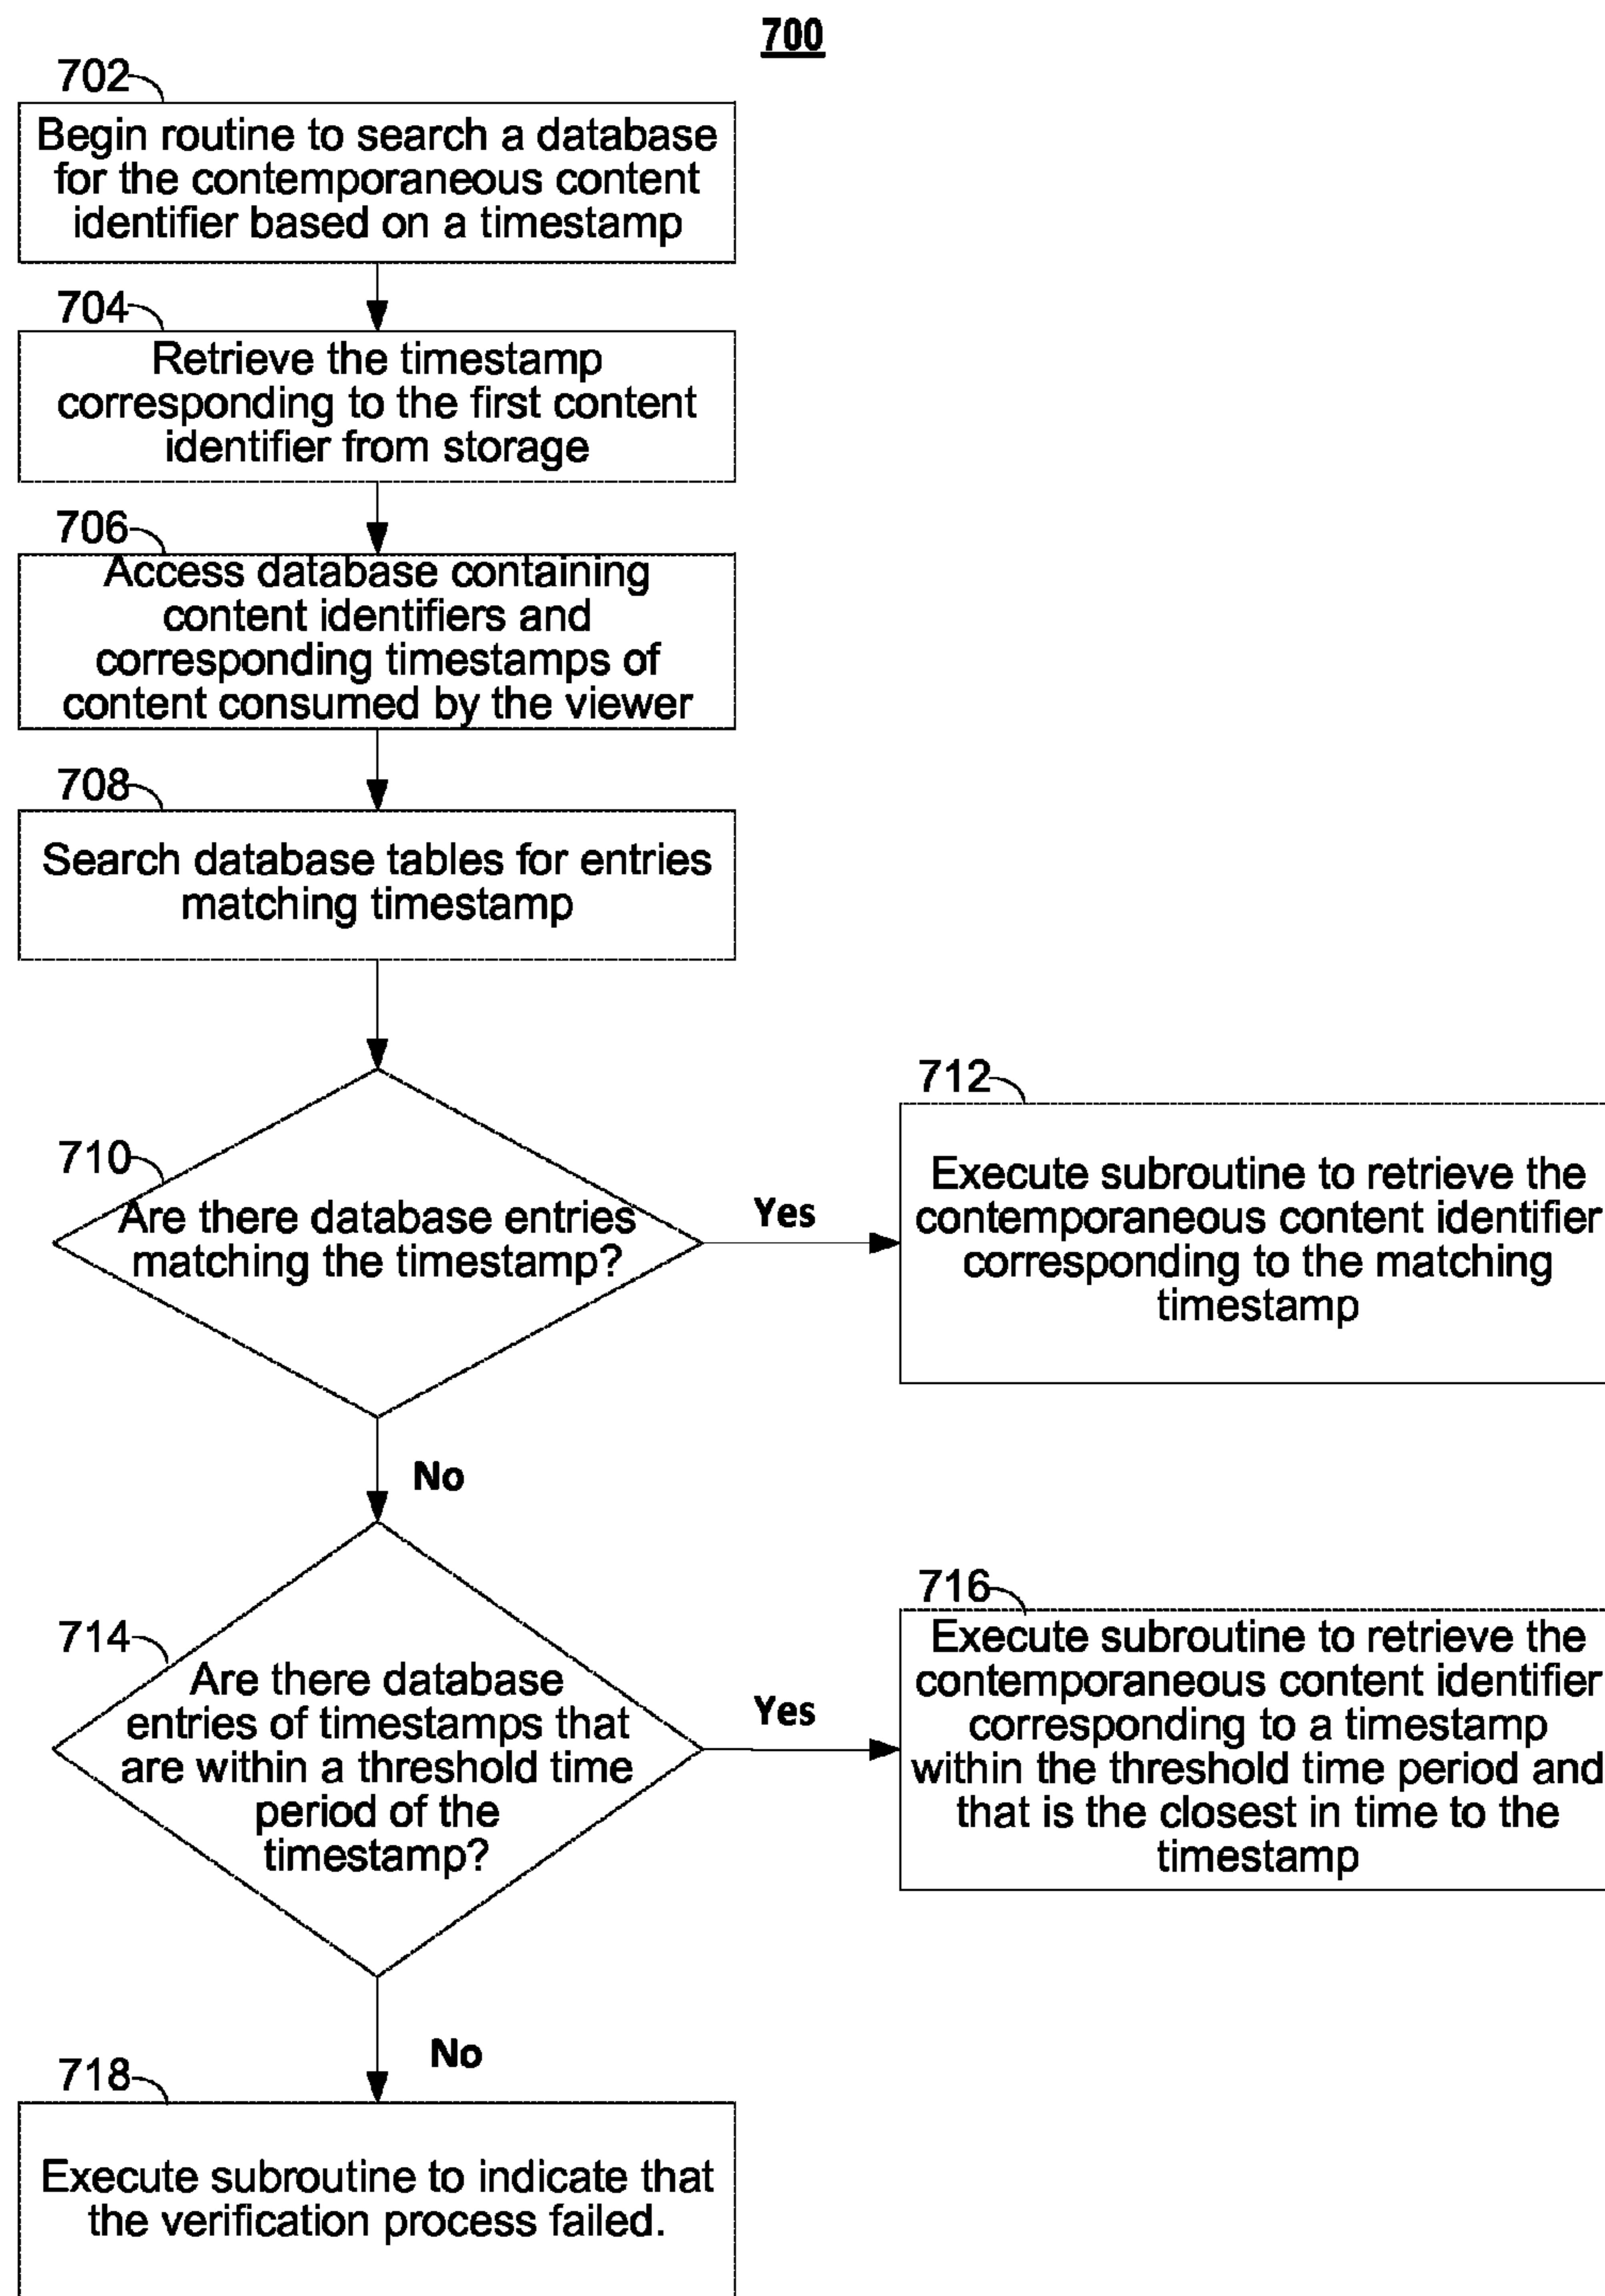 700
702
Begin routine to search a database
for the contemporaneous content
identifier based on a timestamp
704
Retrieve the timestamp
corresponding to the first content
identifier from storage
706
Access database containing
content identifiers and
corresponding timestamps of
content consumed by the viewer
708
Search database tables for entries
matching timestamp
710
Are there database entries
matching the timestamp?
Yes
712
Execute subroutine to retrieve the
contemporaneous content identifier
corresponding to the matching
timestamp
No
714
Are there database
entries of timestamps that
are within a threshold time
period of the
timestamp?
Yes
716
Execute subroutine to retrieve the
contemporaneous content identifier
corresponding to a timestamp
within the threshold time period and
that is the closest in time to the
timestamp
No
718
Execute subroutine to indicate that
the verification process failed.